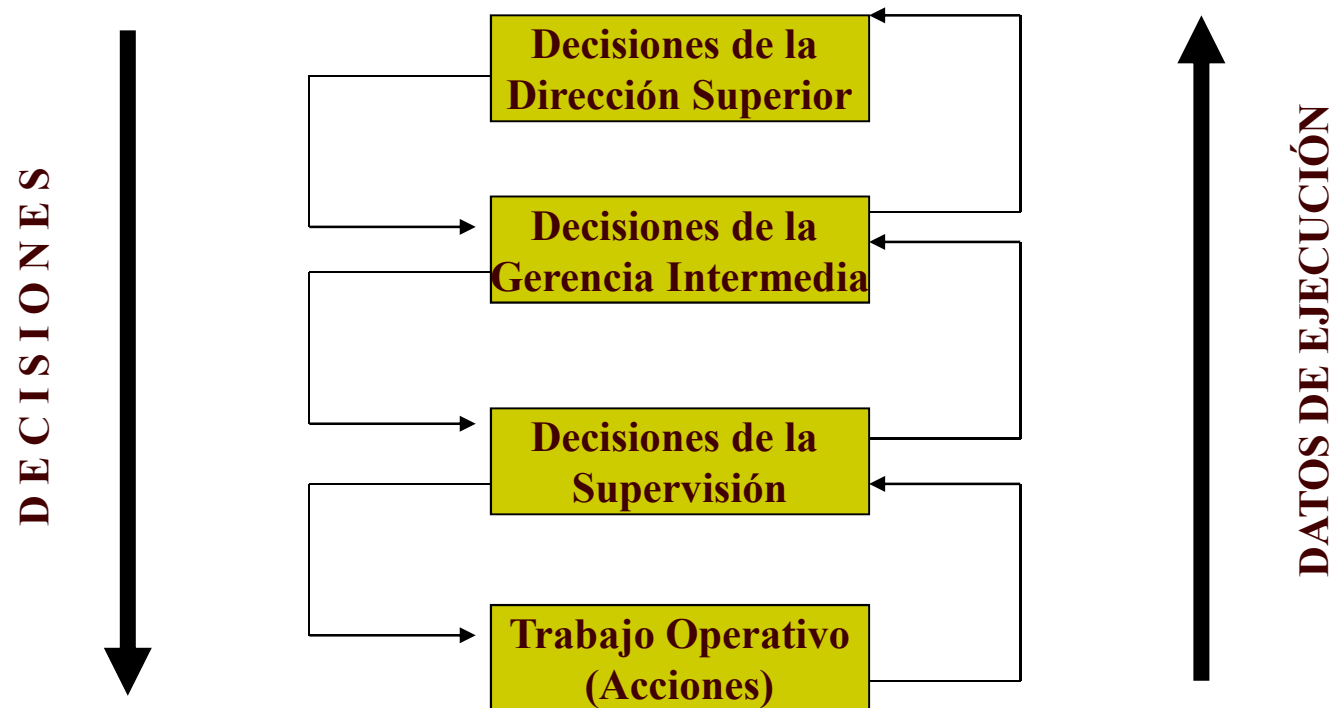 Decisiones de la
Dirección Superior
Decisiones de la
Gerencia Intermedia
Decisiones de la
Supervisión
Trabajo Operativo
(Acciones)
D E C I S I O N E S
DATOS DE EJECUCIÓN